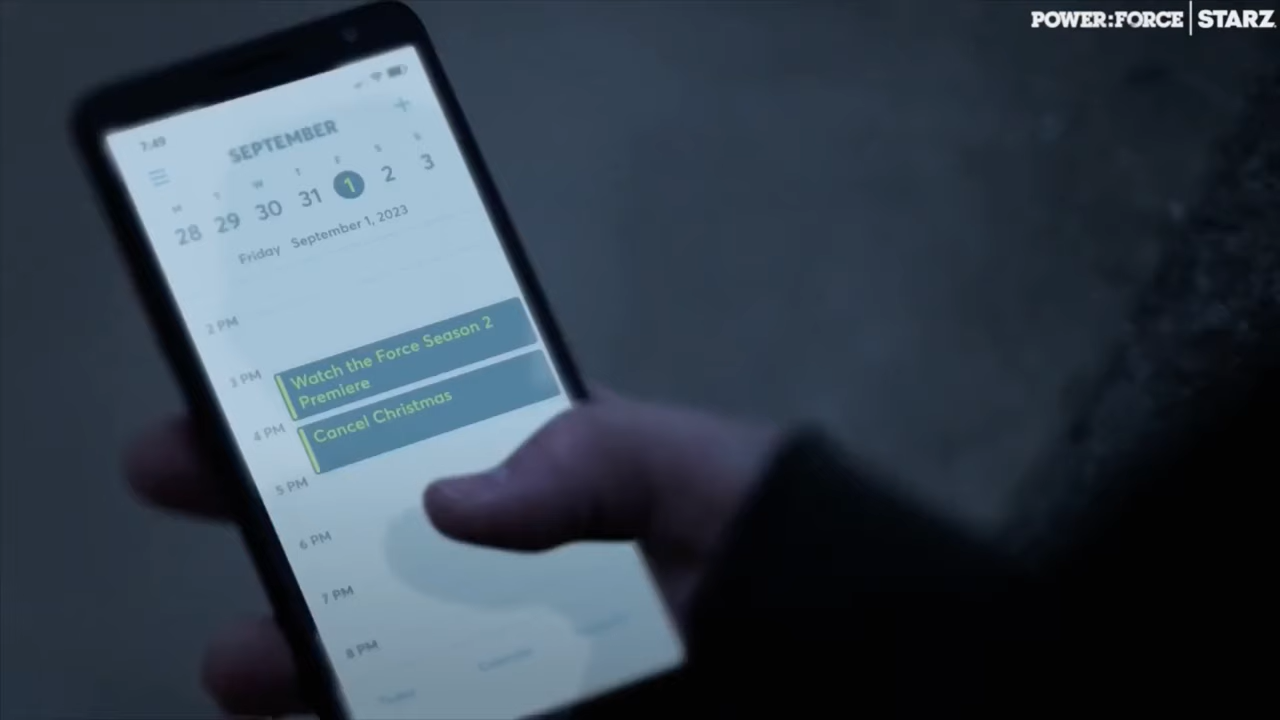 POWER:FORCE | STARZ
7:49
SEPTEMBER
M T W T F S S
28 29 30 31 1 2 3
Friday September 1, 2023
2 PM
3 PM
Watch the Force Season 2
Premiere
4 PM
Cancel Christmas
5 PM
6 PM
7 PM
8 PM
Today
Calendar